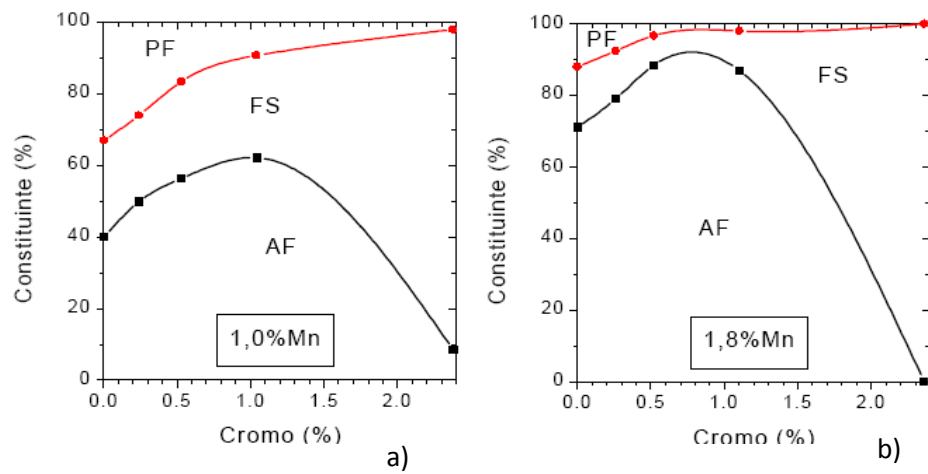 Constituinte (%)
100
80
60
40
20
0
PF
FS
AF
1,0%Mn
0.0 0.5 1.0 1.5 2.0
Cromo (%)
a)
Constituinte (%)
100
80
60
40
20
0
PF
FS
AF
1,8%Mn
0.0 0.5 1.0 1.5 2.0
Cromo (%)
b)